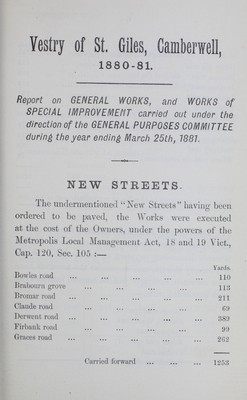 Vestry of St. Giles, Camberwell,
1880-81.
Report on GENERAL WORKS, and WORKS of
SPECIAL IMPROVEMENT carried out under the
direction of the GENERAL PURPOSES COMMITTEE
during the year ending March 25th, 1881.
NEW STREETS.
The undermentioned "New Streets" having been
ordered to be paved, the Works were executed
at the cost of the Owners, under the powers of the
Metropolis Local Management Act, 18 and 19 Vict.,
Cap. 120, Sec. 105 :—
Yards.
Bowles road ... ... ... ... ... 110
Brabourn grove ... ... ... ... 113
Bromar road ... ... ... ... ... 211
Claude road ... ... ... ... 69
Derwent road ... ... ... ... ... 389
Firbank road ... ... ... ... 99
Graces road ... ... ... ... ... 262
Carried forward ... ... ... 1253